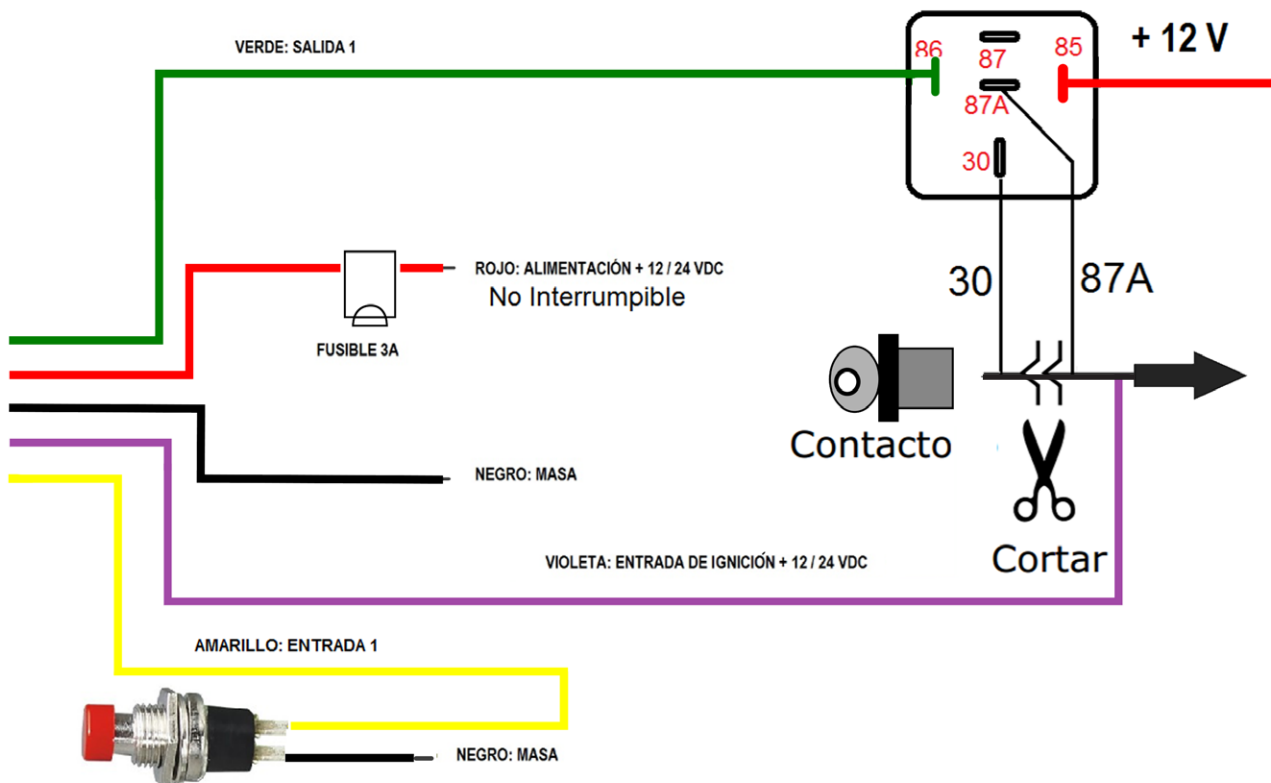 VERDE: SALIDA 1
+ 12 V
86
87
85
87A
30
ROJO: ALIMENTACIÓN + 12 / 24 VDC
No Interrumpible
FUSIBLE 3A
30
87A
Contacto
NEGRO: MASA
Cortar
VIOLETA: ENTRADA DE IGNICIÓN + 12 / 24 VDC
AMARILLO: ENTRADA 1
NEGRO: MASA